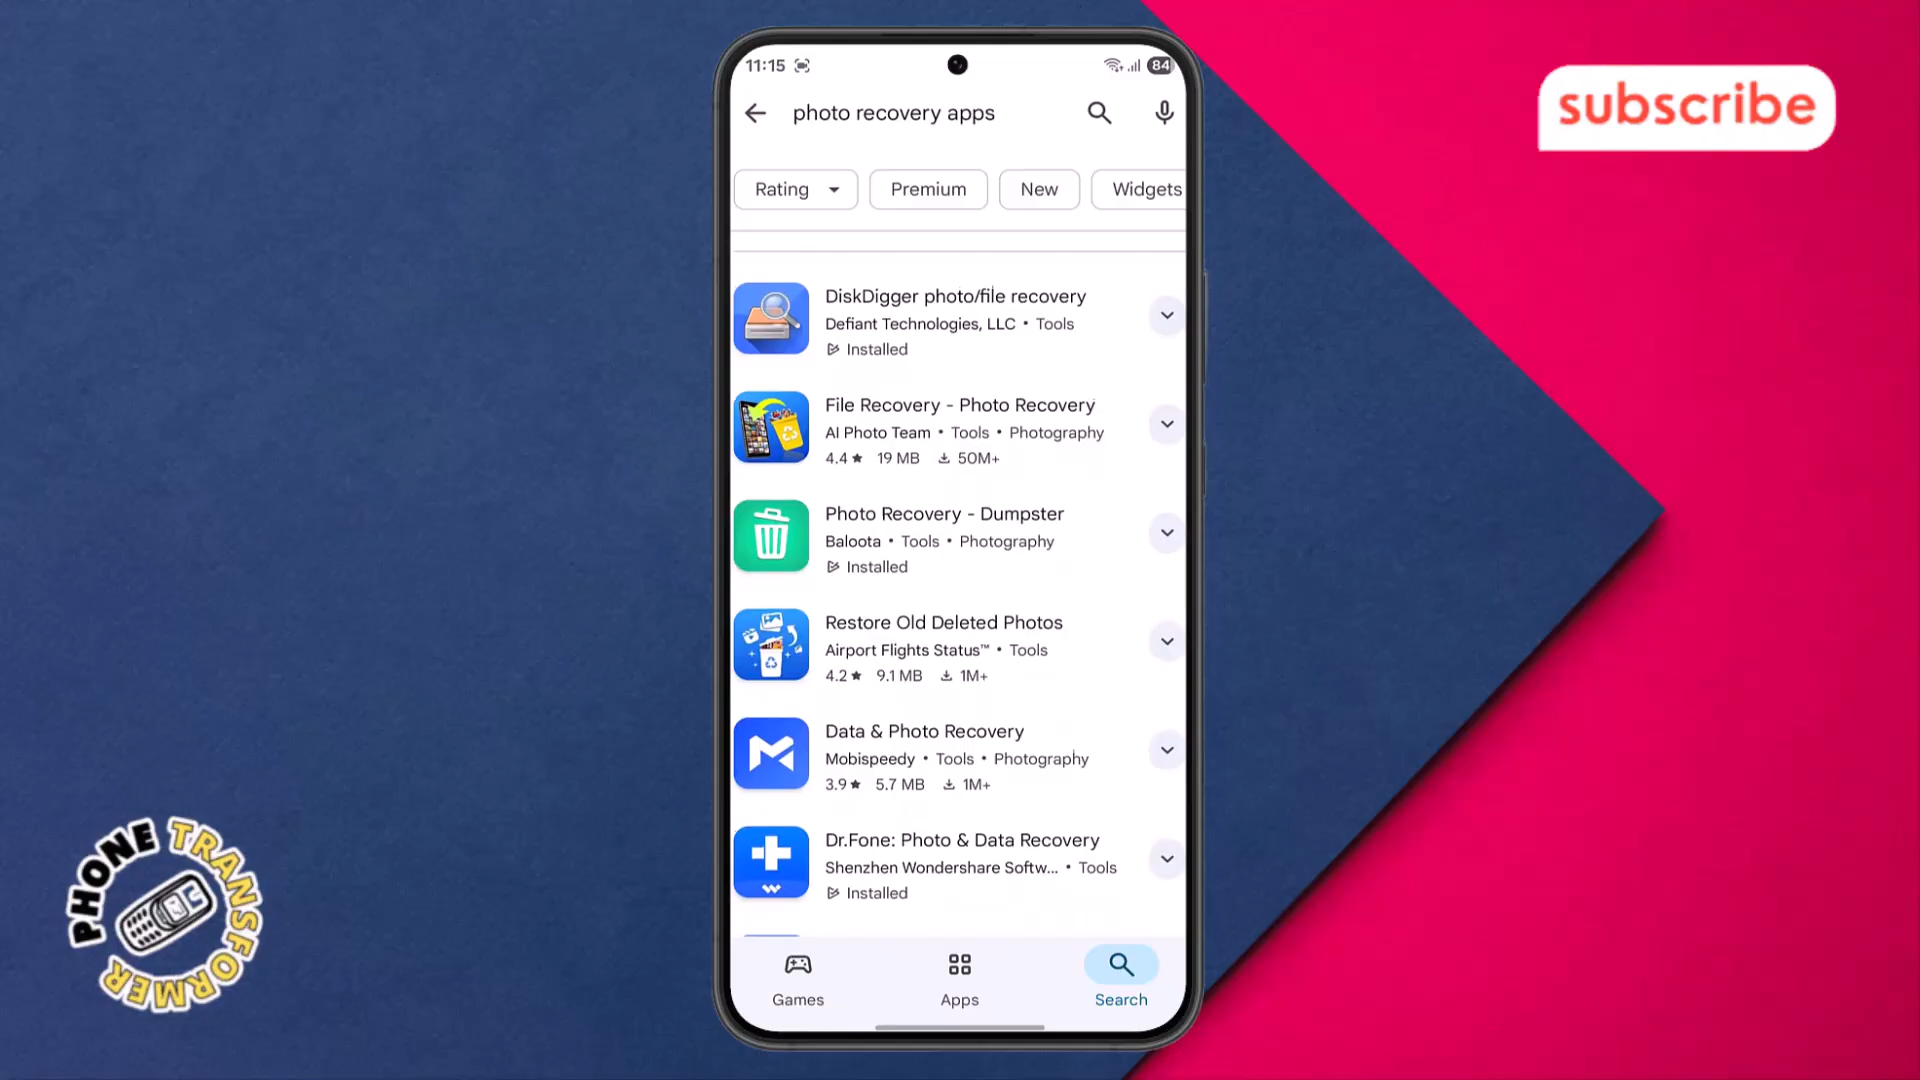 11:15
84
photo recovery apps
subscribe
Rating
Premium
New
Widgets
DiskDigger photo/file recovery
Defiant Technologies, LLC • Tools
Installed
File Recovery - Photo Recovery
AI Photo Team • Tools • Photography
4.4★ 19 MB 50M+
Photo Recovery - Dumpster
Baloota • Tools • Photography
Installed
Restore Old Deleted Photos
Airport Flights Status™ • Tools
4.2★ 9.1 MB 1M+
Data & Photo Recovery
Mobispeedy • Tools • Photography
3.9★ 5.7 MB 1M+
Dr.Fone: Photo & Data Recovery
Shenzhen Wondershare Softw... • Tools
Installed
Games
Apps
Search
PHONE TRANSFORMER